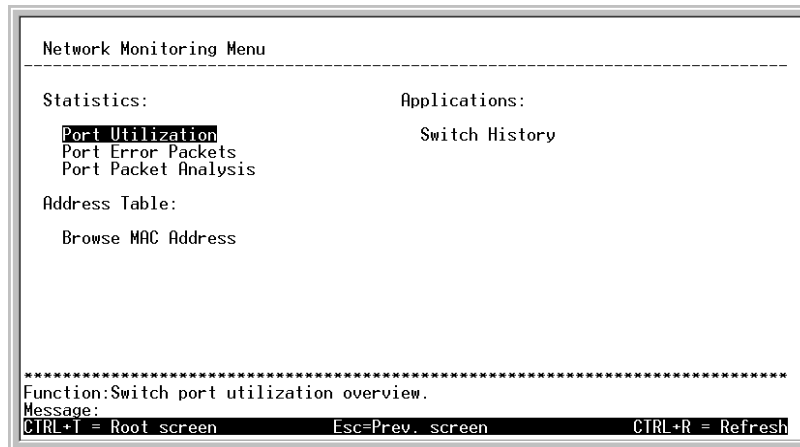 Network Monitoring Menu
--------------------------------------------------------------------------------
Statistics:                          Applications:
Port Utilization                     Switch History
Port Error Packets
Port Packet Analysis
Address Table:
Browse MAC Address
********************************************************************************
Function:Switch port utilization overview.
Message:
CTRL+T = Root screen            Esc=Prev. screen               CTRL+R = Refresh